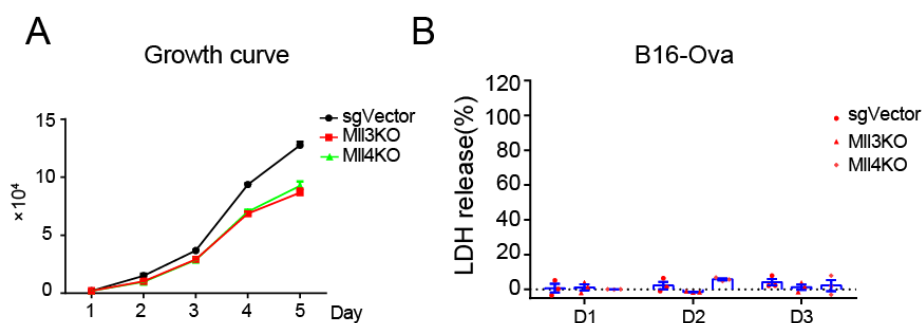 A
Growth curve
sgVector
Mll3KO
Mll4KO
×10⁴
15
10
5
0
1 2 3 4 5 Day
B
B16-Ova
sgVector
Mll3KO
Mll4KO
LDH release(%)
120
100
80
60
40
20
0
D1 D2 D3